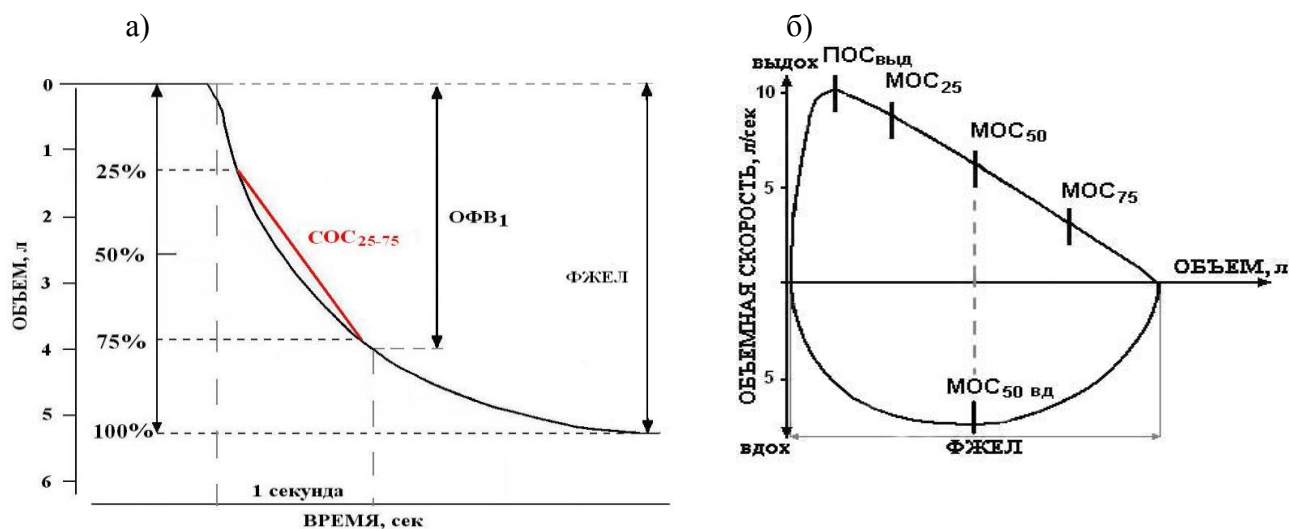 а)
0
1
2
3
4
5
6
ОБЪЕМ, л
25%
50%
75%
100%
СОС25-75
ОФВ1
ФЖЕЛ
1 секунда
ВРЕМЯ, сек
б)
выдох
ПОСвыд
МОС25
МОС50
МОС75
10
5
5
ОБЪЕМНАЯ СКОРОСТЬ, л/сек
ОБЪЕМ, л
МОС50 вд
вдох
ФЖЕЛ